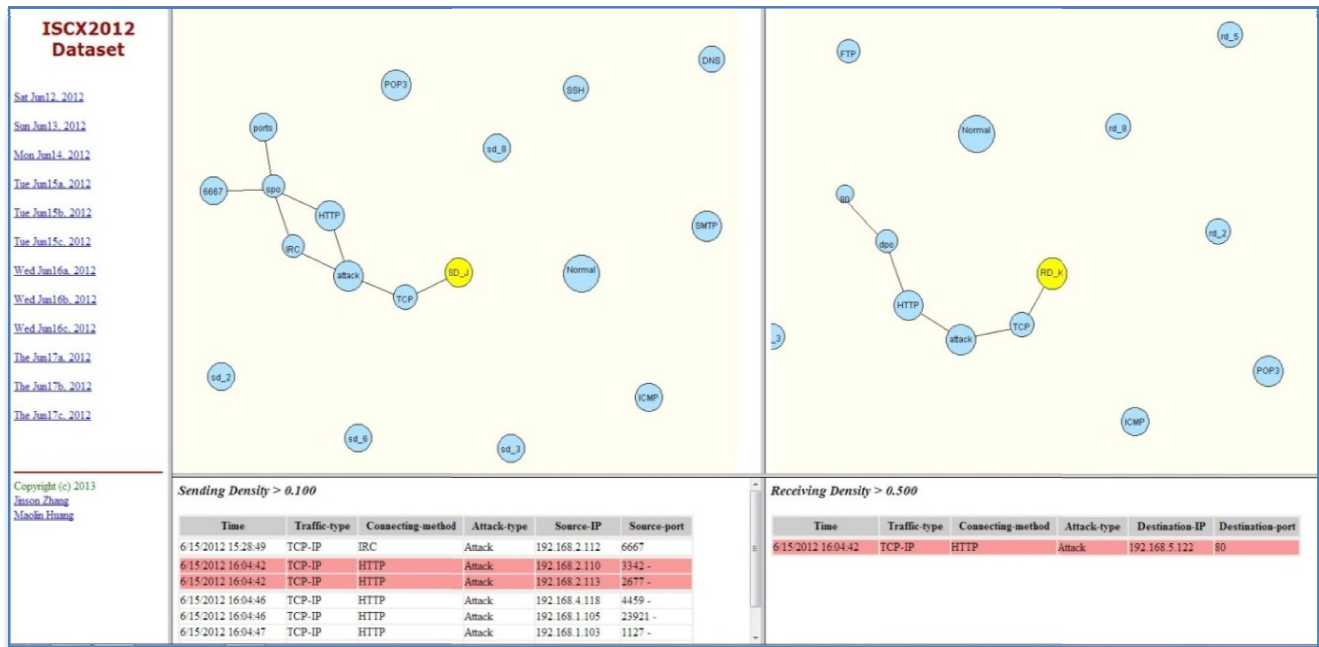 ISCX2012
Dataset
Sat Jun12, 2012
Sun Jun13, 2012
Mon Jun14, 2012
Tue Jun15a, 2012
Tue Jun15b, 2012
Tue Jun15c, 2012
Wed Jun16a, 2012
Wed Jun16b, 2012
Wed Jun16c, 2012
The Jun17a, 2012
The Jun17b, 2012
The Jun17c, 2012
Copyright (c) 2013
Jinson Zhang
Maolin Huang
DNS
POP3
SSH
ports
sd_8
6667
spo
HTTP
SMTP
IRC
attack
SD_J
Normal
TCP
sd_2
ICMP
sd_6
sd_3
rd_5
FTP
Normal
rd_8
80
rd_2
dpo
RD_K
HTTP
TCP
_3
attack
POP3
ICMP
Sending Density > 0.100
Time Traffic-type Connecting-method Attack-type Source-IP Source-port
6/15/2012 15:28:49 TCP-IP IRC Attack 192.168.2.112 6667
6/15/2012 16:04:42 TCP-IP HTTP Attack 192.168.2.110 3342 -
6/15/2012 16:04:42 TCP-IP HTTP Attack 192.168.2.113 2677 -
6/15/2012 16:04:46 TCP-IP HTTP Attack 192.168.4.118 4459 -
6/15/2012 16:04:46 TCP-IP HTTP Attack 192.168.1.105 23921 -
6/15/2012 16:04:47 TCP-IP HTTP Attack 192.168.1.103 1127 -
Receiving Density > 0.500
Time Traffic-type Connecting-method Attack-type Destination-IP Destination-port
6/15/2012 16:04:42 TCP-IP HTTP Attack 192.168.5.122 80